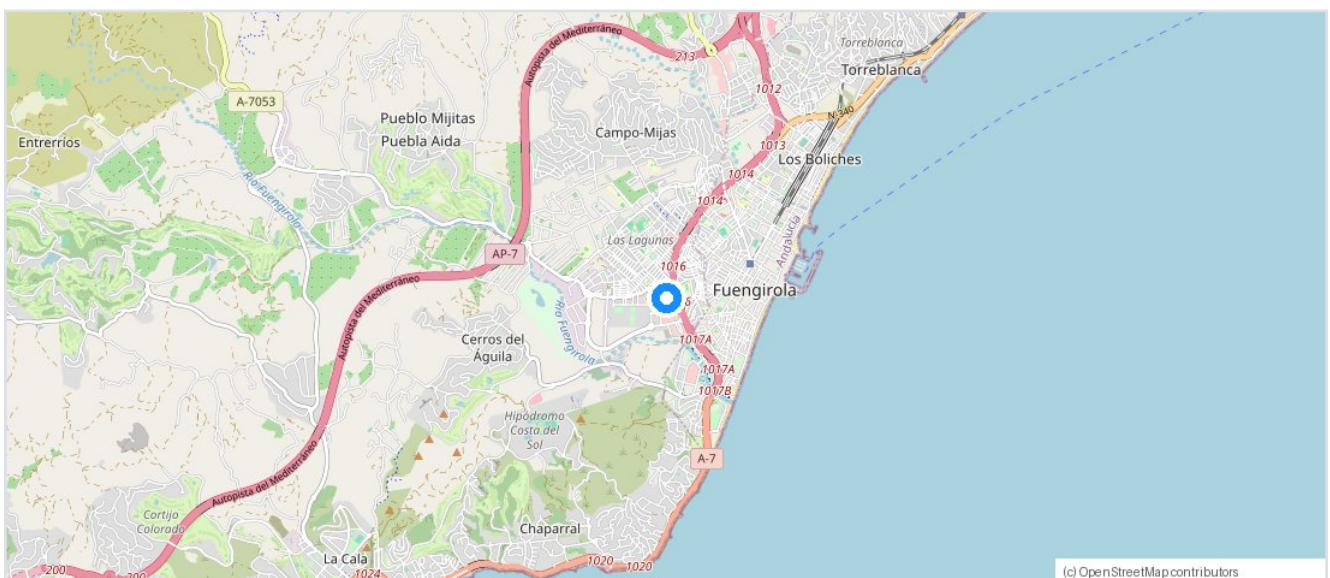 Autopista del Mediterráneo
213
Torreblanca
Torreblanca
1012
A-7053
N-340
Pueblo Mijitas
Puebla Aida
Campo-Mijas
Entrerríos
1013
Los Boliches
1014
Río Fuengirola
1014
Andalucía
Las Lagunas
AP-7
1016
Fuengirola
Autopista del Mediterráneo
Río Fuengirola
Cerros del
Águila
1017A
1017A
1017B
Hipódromo
Costa del
Sol
A-7
Autopista del Mediterráneo
Cortijo
Colorado
Chaparral
La Cala
1020
1020
200
200
1024
(c) OpenStreetMap contributors